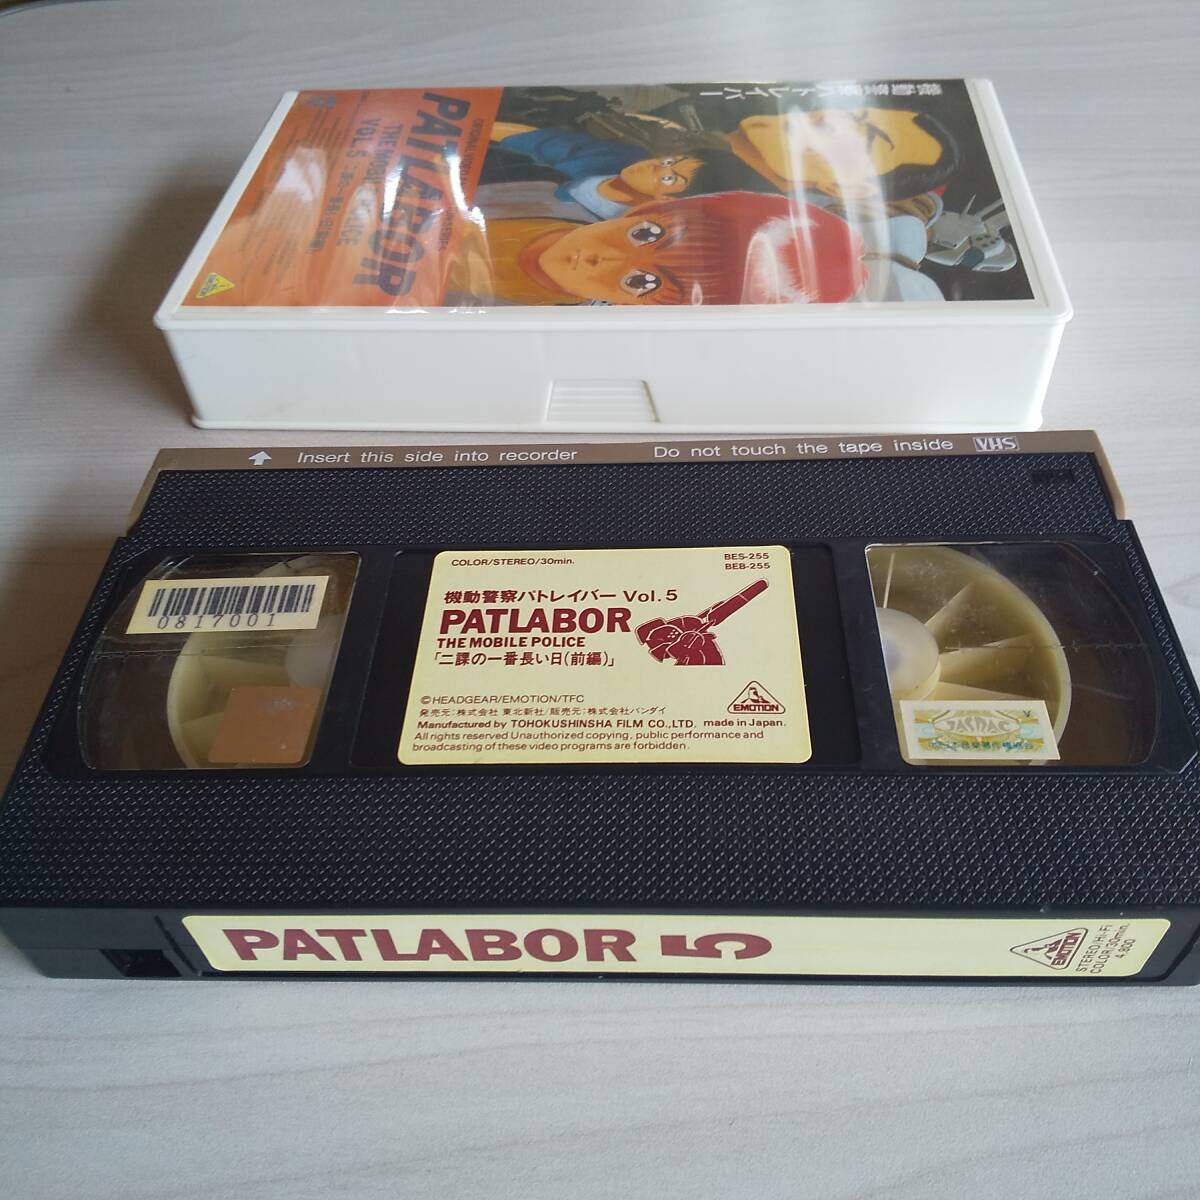 機動警察パトレイバー
PATLABOR
THE MOBILE POLICE
VOL.5
Insert this side into recorder
Do not touch the tape inside
VHS
0817001
COLOR/STEREO/30min.
BES-255
BEB-255
機動警察パトレイバー Vol.5
PATLABOR
THE MOBILE POLICE
「二課の一番長い日(前編)」
©HEADGEAR/EMOTION/TFC
EMOTION
発売元:株式会社 東北新社/販売元:株式会社バンダイ
Manufactured by TOHOKUSHINSHA FILM CO.,LTD. made in Japan.
All rights reserved Unauthorized copying, public performance and
broadcasting of these video programs are forbidden.
JASRAC
PATLABOR 5
EMOTION
STEREO/Hi-Fi
COLOR/30min.
4,800